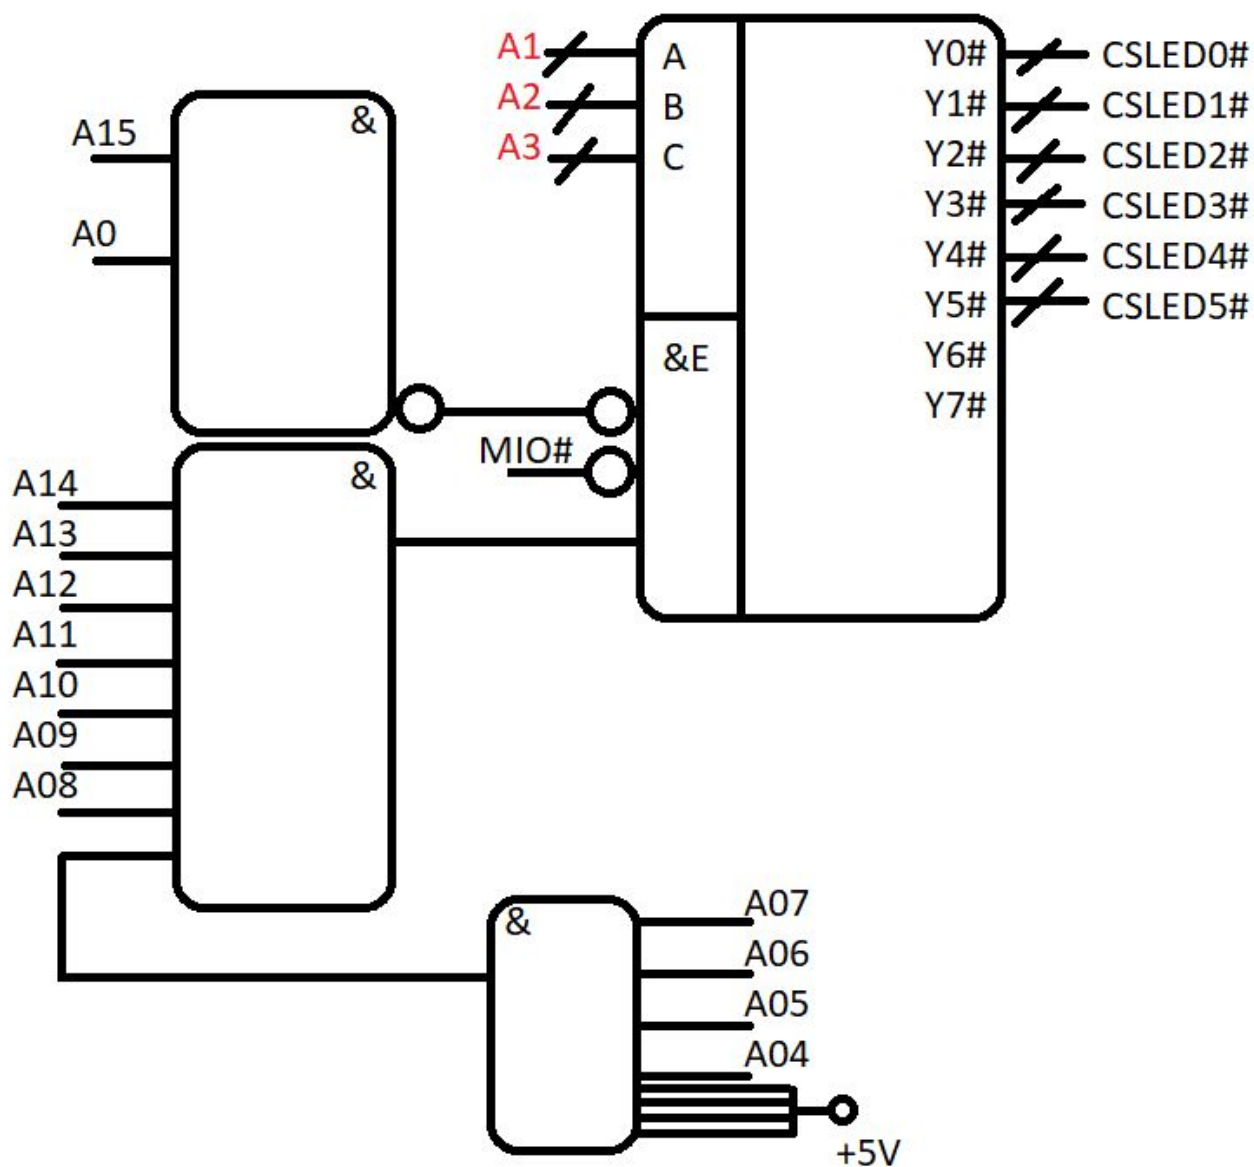 A15
A0
&
A14
A13
A12
A11
A10
A09
A08
&
A1
A2
A3
A
B
C
&E
MIO#
Y0#
Y1#
Y2#
Y3#
Y4#
Y5#
Y6#
Y7#
CSLED0#
CSLED1#
CSLED2#
CSLED3#
CSLED4#
CSLED5#
&
A07
A06
A05
A04
+5V